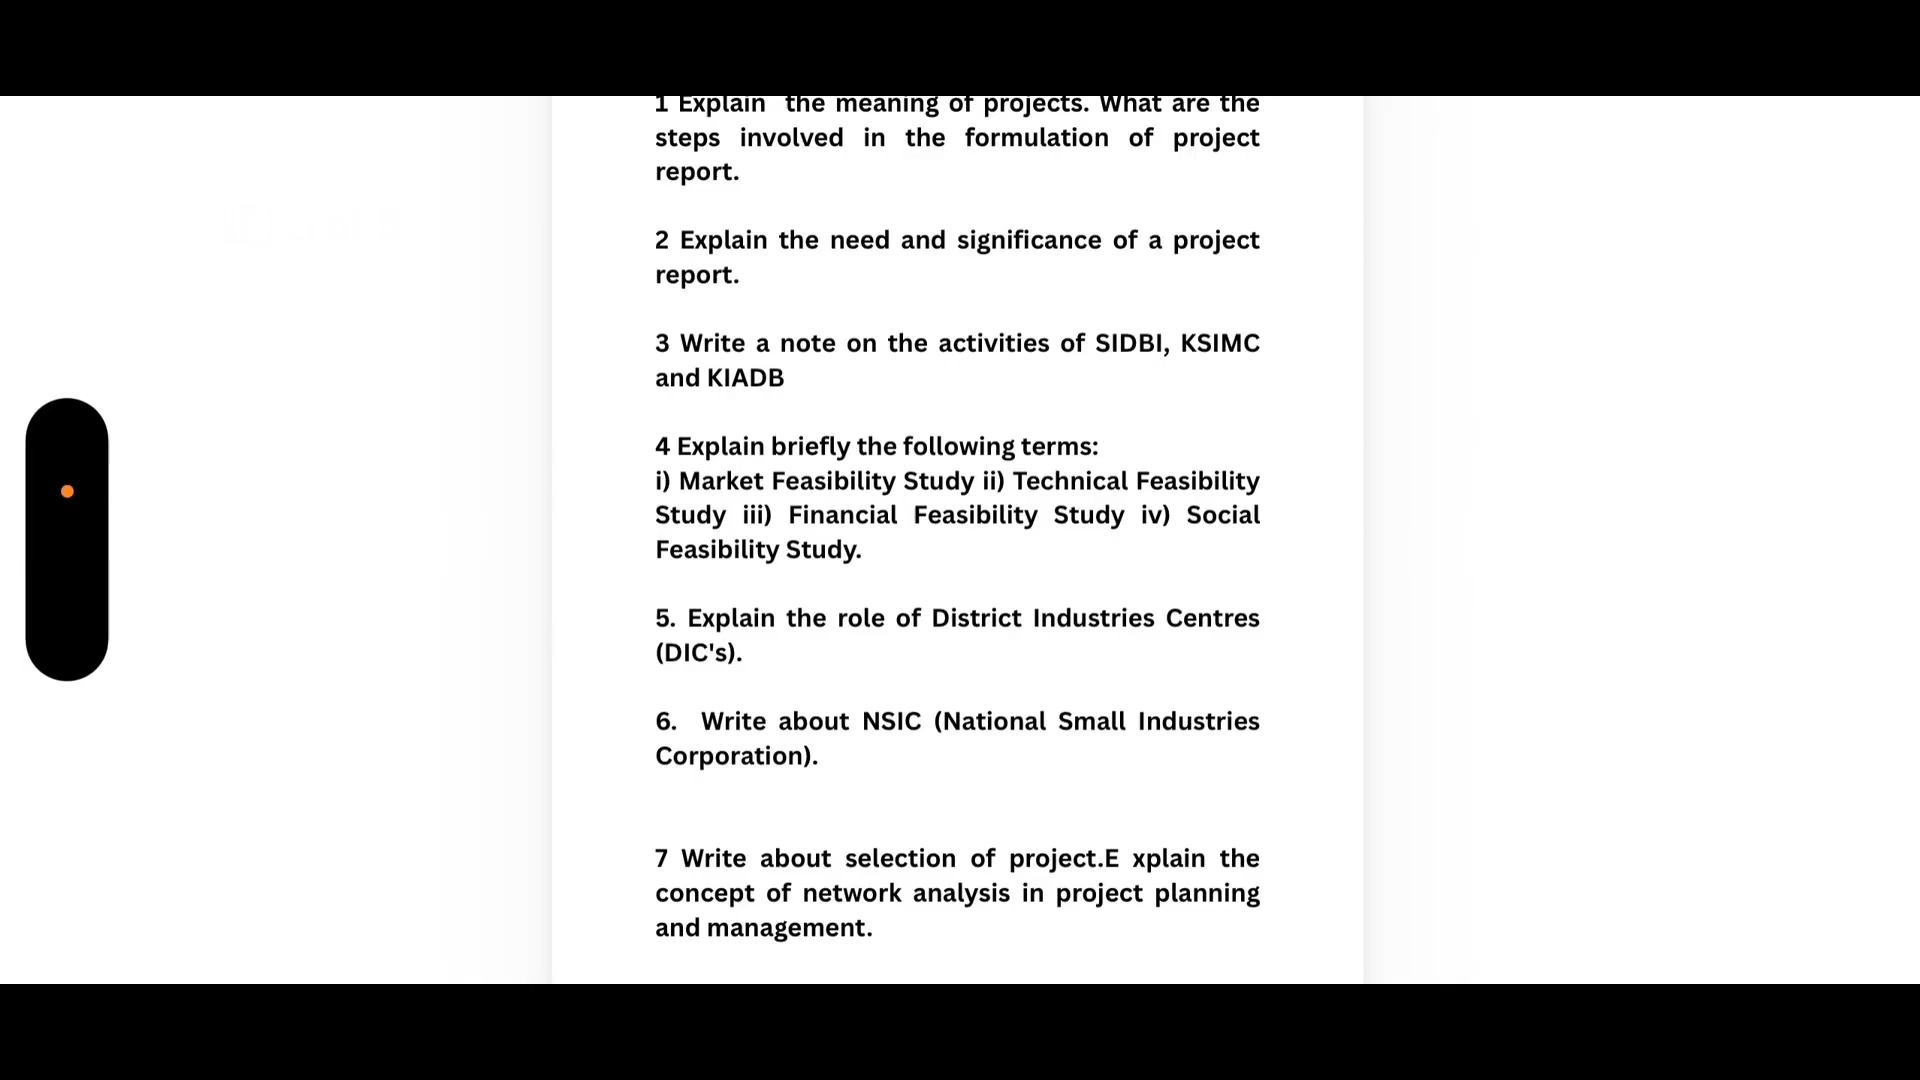 1 Explain the meaning of projects. What are the
steps involved in the formulation of project
report.
2 Explain the need and significance of a project
report.
3 Write a note on the activities of SIDBI, KSIMC
and KIADB
4 Explain briefly the following terms:
i) Market Feasibility Study ii) Technical Feasibility
Study iii) Financial Feasibility Study iv) Social
Feasibility Study.
5. Explain the role of District Industries Centres
(DIC's).
6. Write about NSIC (National Small Industries
Corporation).
7 Write about selection of project.E xplain the
concept of network analysis in project planning
and management.